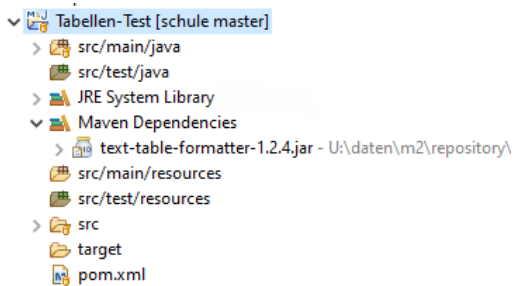 Tabellen-Test [schule master]
src/main/java
src/test/java
JRE System Library
Maven Dependencies
text-table-formatter-1.2.4.jar - U:\daten\m2\repository\
src/main/resources
src/test/resources
src
target
pom.xml